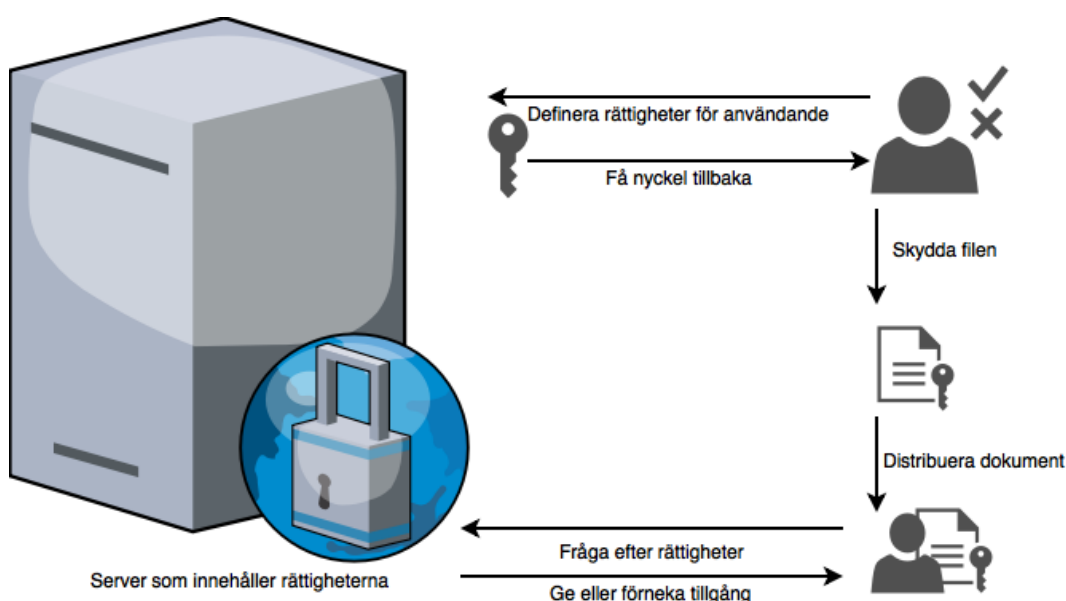 Definera rättigheter för användande
Få nyckel tillbaka
Skydda filen
Distribuera dokument
Fråga efter rättigheter
Server som innehåller rättigheterna
Ge eller förneka tillgång